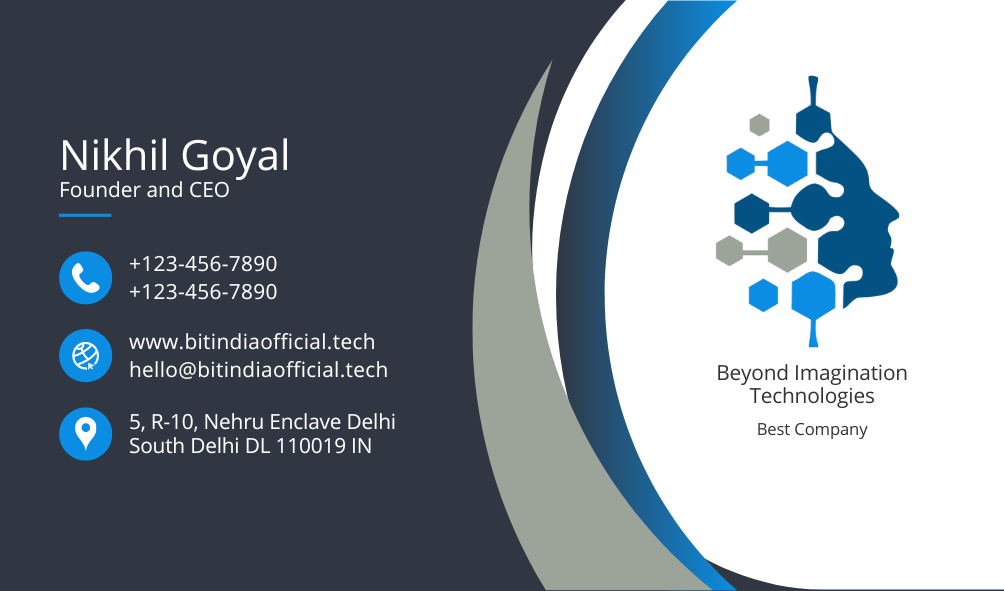 Nikhil Goyal
Founder and CEO
+123-456-7890
+123-456-7890
www.bitindiaofficial.tech
hello@bitindiaofficial.tech
5, R-10, Nehru Enclave Delhi
South Delhi DL 110019 IN
Beyond Imagination
Technologies
Best Company